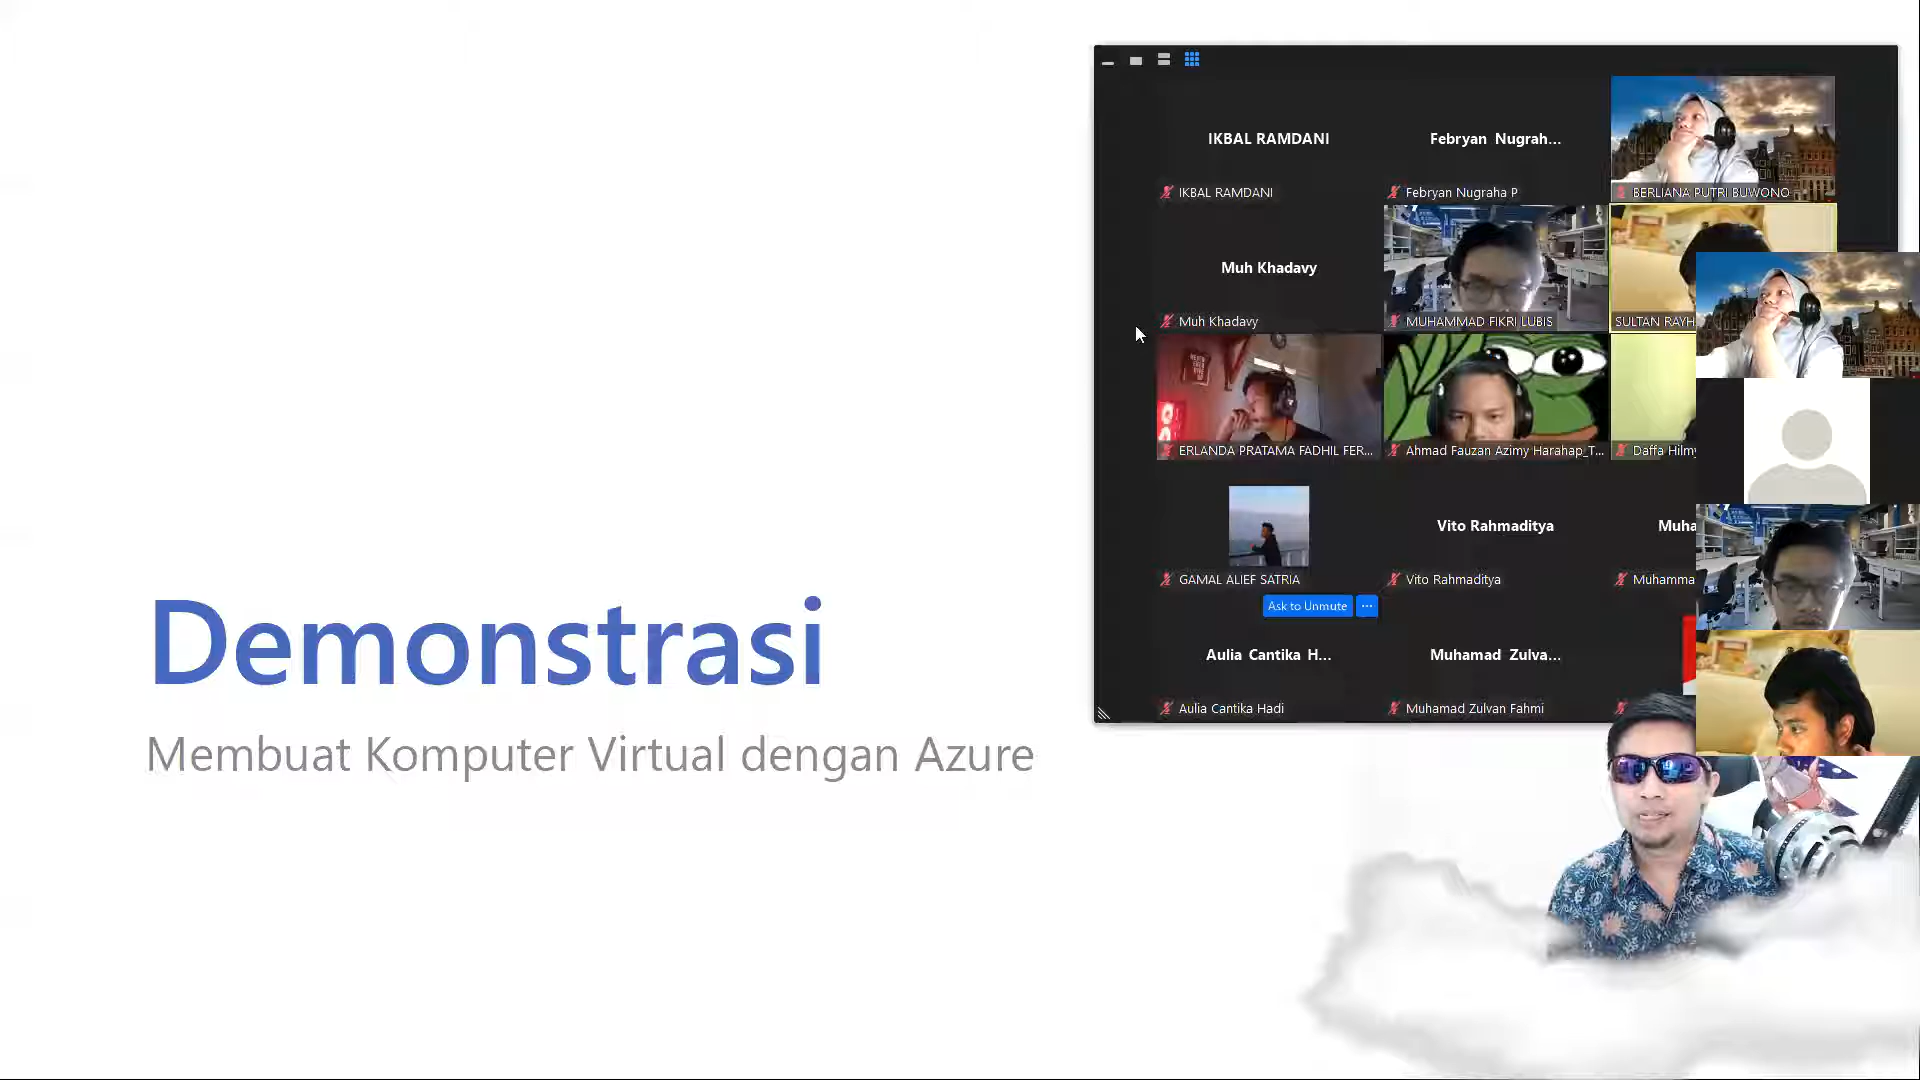 IKBAL RAMDANI
Febryan Nugrah...
IKBAL RAMDANI
Febryan Nugraha P
BERLIANA PUTRI BUWONO
Muh Khadavy
Muh Khadavy
MUHAMMAD FIKRI LUBIS
SULTAN RAYH
ERLANDA PRATAMA FADHIL FER...
Ahmad Fauzan Azimy Harahap_T...
Daffa Hilmy
Vito Rahmaditya
Muha
GAMAL ALIEF SATRIA
Vito Rahmaditya
Muhamma
Ask to Unmute
Aulia Cantika H...
Muhamad Zulva...
Aulia Cantika Hadi
Muhamad Zulvan Fahmi
Demonstrasi
Membuat Komputer Virtual dengan Azure